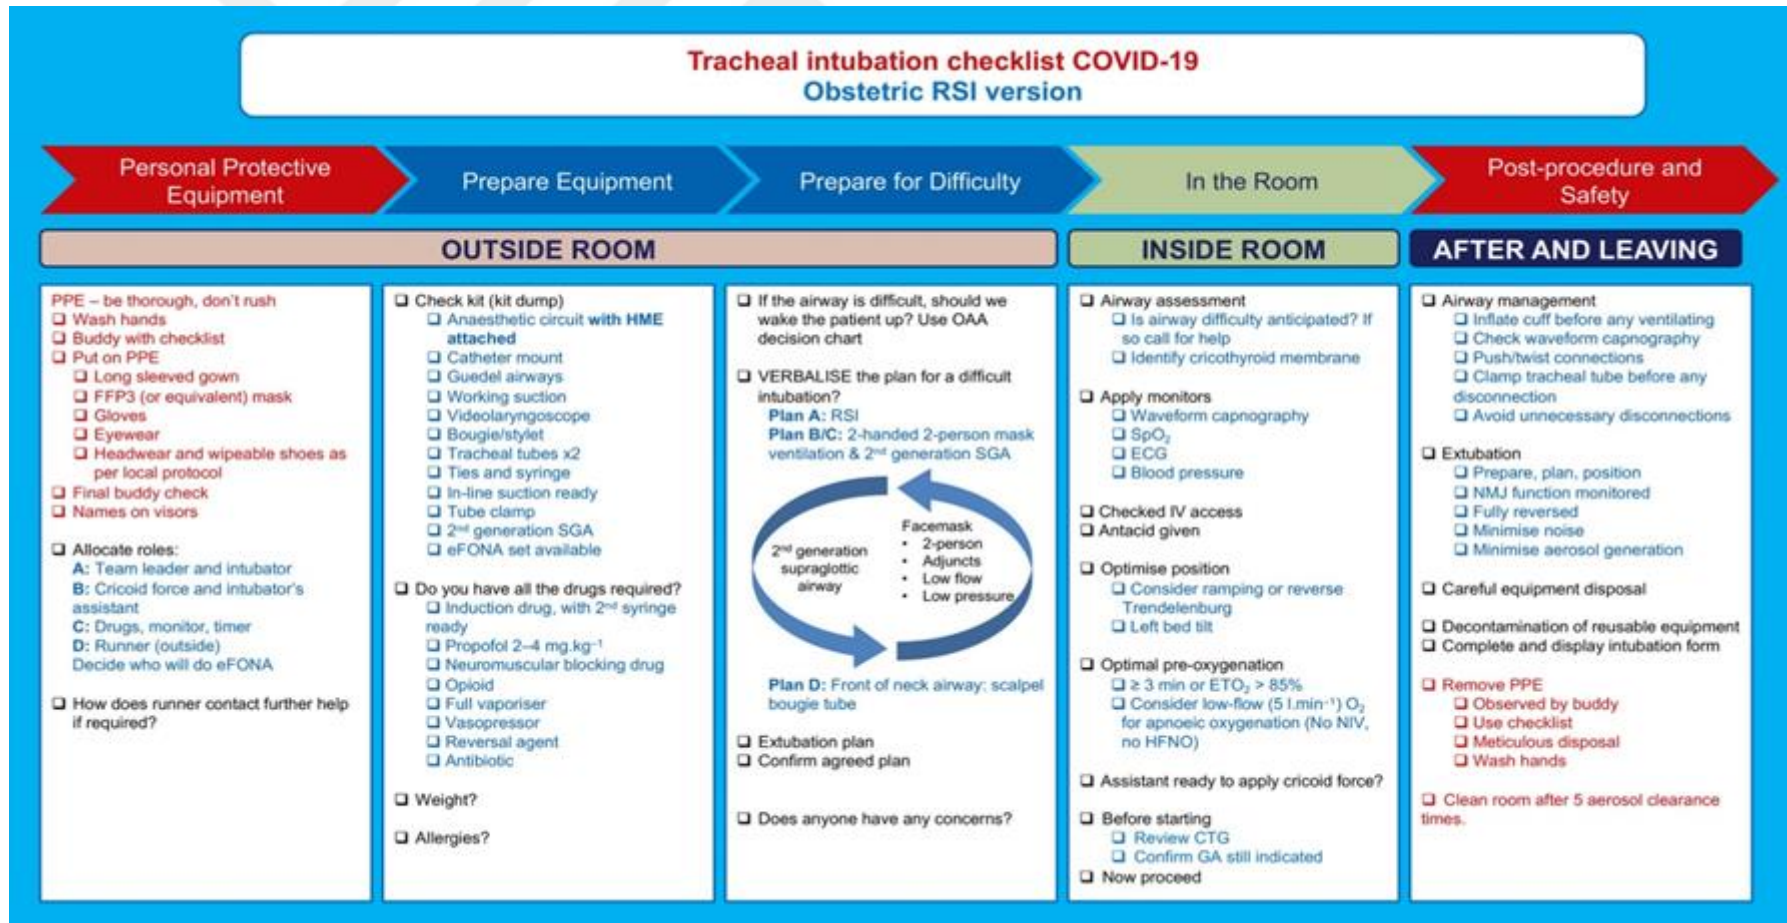 Tracheal intubation checklist COVID-19
Obstetric RSI version
Personal Protective
Equipment
Prepare Equipment
Prepare for Difficulty
In the Room
Post-procedure and
Safety
OUTSIDE ROOM
INSIDE ROOM
AFTER AND LEAVING
PPE – be thorough, don't rush
❑ Wash hands
❑ Buddy with checklist
❑ Put on PPE
❑ Long sleeved gown
❑ FFP3 (or equivalent) mask
❑ Gloves
❑ Eyewear
❑ Headwear and wipeable shoes as
per local protocol
❑ Final buddy check
❑ Names on visors
❑ Allocate roles:
A: Team leader and intubator
B: Cricoid force and intubator's
assistant
C: Drugs, monitor, timer
D: Runner (outside)
Decide who will do eFONA
❑ How does runner contact further help
if required?
❑ Check kit (kit dump)
❑ Anaesthetic circuit with HME
attached
❑ Catheter mount
❑ Guedel airways
❑ Working suction
❑ Videolaryngoscope
❑ Bougie/stylet
❑ Tracheal tubes x2
❑ Ties and syringe
❑ In-line suction ready
❑ Tube clamp
❑ 2nd generation SGA
❑ eFONA set available
❑ Do you have all the drugs required?
❑ Induction drug, with 2nd syringe
ready
❑ Propofol 2–4 mg.kg⁻¹
❑ Neuromuscular blocking drug
❑ Opioid
❑ Full vaporiser
❑ Vasopressor
❑ Reversal agent
❑ Antibiotic
❑ Weight?
❑ Allergies?
❑ If the airway is difficult, should we
wake the patient up? Use OAA
decision chart
❑ VERBALISE the plan for a difficult
intubation?
Plan A: RSI
Plan B/C: 2-handed 2-person mask
ventilation & 2nd generation SGA
2nd generation
supraglottic
airway
Facemask
• 2-person
• Adjuncts
• Low flow
• Low pressure
Plan D: Front of neck airway: scalpel
bougie tube
❑ Extubation plan
❑ Confirm agreed plan
❑ Does anyone have any concerns?
❑ Airway assessment
❑ Is airway difficulty anticipated? If
so call for help
❑ Identify cricothyroid membrane
❑ Apply monitors
❑ Waveform capnography
❑ SpO₂
❑ ECG
❑ Blood pressure
❑ Checked IV access
❑ Antacid given
❑ Optimise position
❑ Consider ramping or reverse
Trendelenburg
❑ Left bed tilt
❑ Optimal pre-oxygenation
❑ ≥ 3 min or ETO₂ > 85%
❑ Consider low-flow (5 l.min⁻¹) O₂
for apnoeic oxygenation (No NIV,
no HFNO)
❑ Assistant ready to apply cricoid force?
❑ Before starting
❑ Review CTG
❑ Confirm GA still indicated
❑ Now proceed
❑ Airway management
❑ Inflate cuff before any ventilating
❑ Check waveform capnography
❑ Push/twist connections
❑ Clamp tracheal tube before any
disconnection
❑ Avoid unnecessary disconnections
❑ Extubation
❑ Prepare, plan, position
❑ NMJ function monitored
❑ Fully reversed
❑ Minimise noise
❑ Minimise aerosol generation
❑ Careful equipment disposal
❑ Decontamination of reusable equipment
❑ Complete and display intubation form
❑ Remove PPE
❑ Observed by buddy
❑ Use checklist
❑ Meticulous disposal
❑ Wash hands
❑ Clean room after 5 aerosol clearance
times.